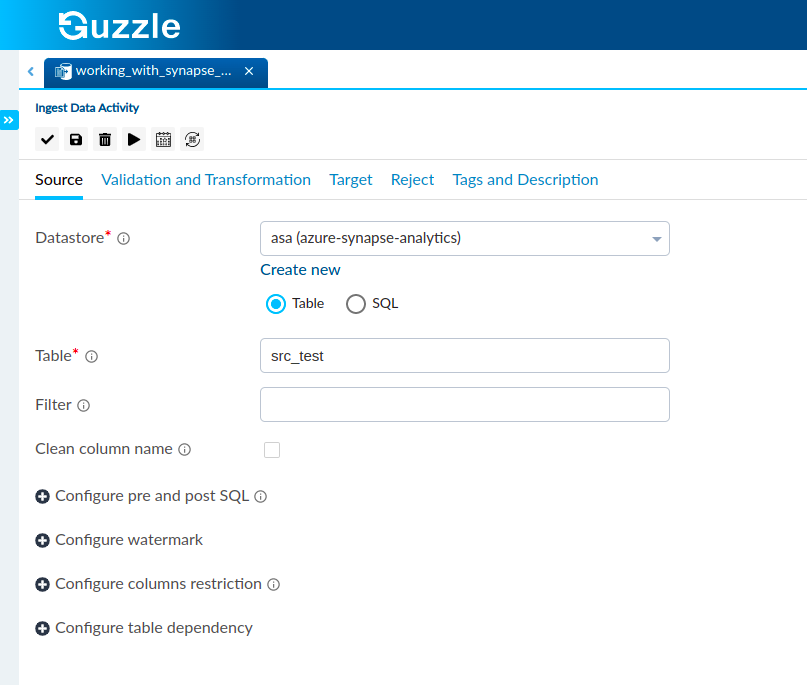 Guzzle
working_with_synapse_...
Ingest Data Activity
Source Validation and Transformation Target Reject Tags and Description
Datastore* asa (azure-synapse-analytics)
Create new
Table SQL
Table* src_test
Filter
Clean column name
Configure pre and post SQL
Configure watermark
Configure columns restriction
Configure table dependency